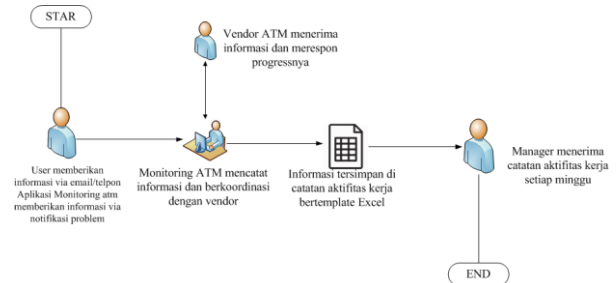 STAR
Vendor ATM menerima
informasi dan merespon
progressnya
User memberikan
informasi via email/telpon
Aplikasi Monitoring atm
memberikan informasi via
notifikasi problem
Monitoring ATM mencatat
informasi dan berkoordinasi
dengan vendor
Informasi tersimpan di
catatan aktifitas kerja
bertemplate Excel
Manager menerima
catatan aktifitas kerja
setiap minggu
END